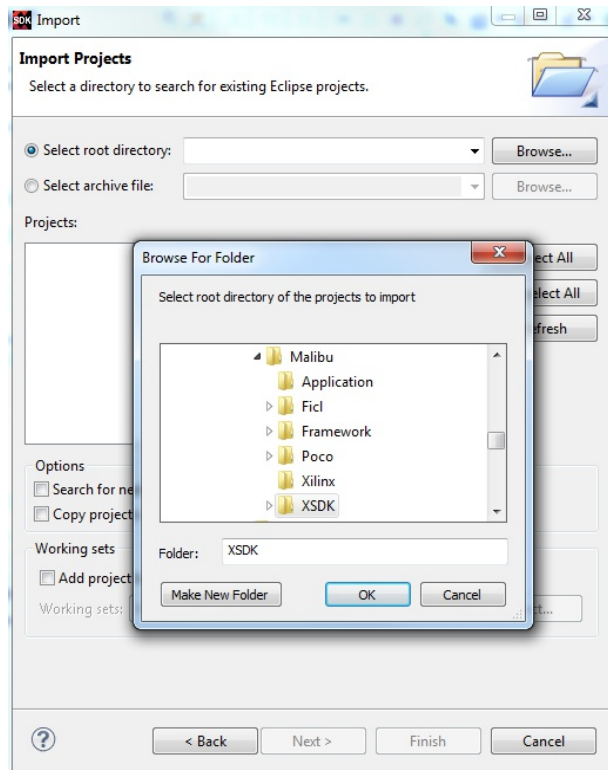 SDK Import
Import Projects
Select a directory to search for existing Eclipse projects.
Select root directory:
Browse...
Select archive file:
Browse...
Projects:
ect All
elect All
efresh
Browse For Folder
Select root directory of the projects to import
Malibu
Application
Ficl
Framework
Poco
Xilinx
XSDK
Folder: XSDK
Make New Folder OK Cancel
Options
Search for ne
Copy project
Working sets
Add project
Working sets:
ct...
< Back Next > Finish Cancel